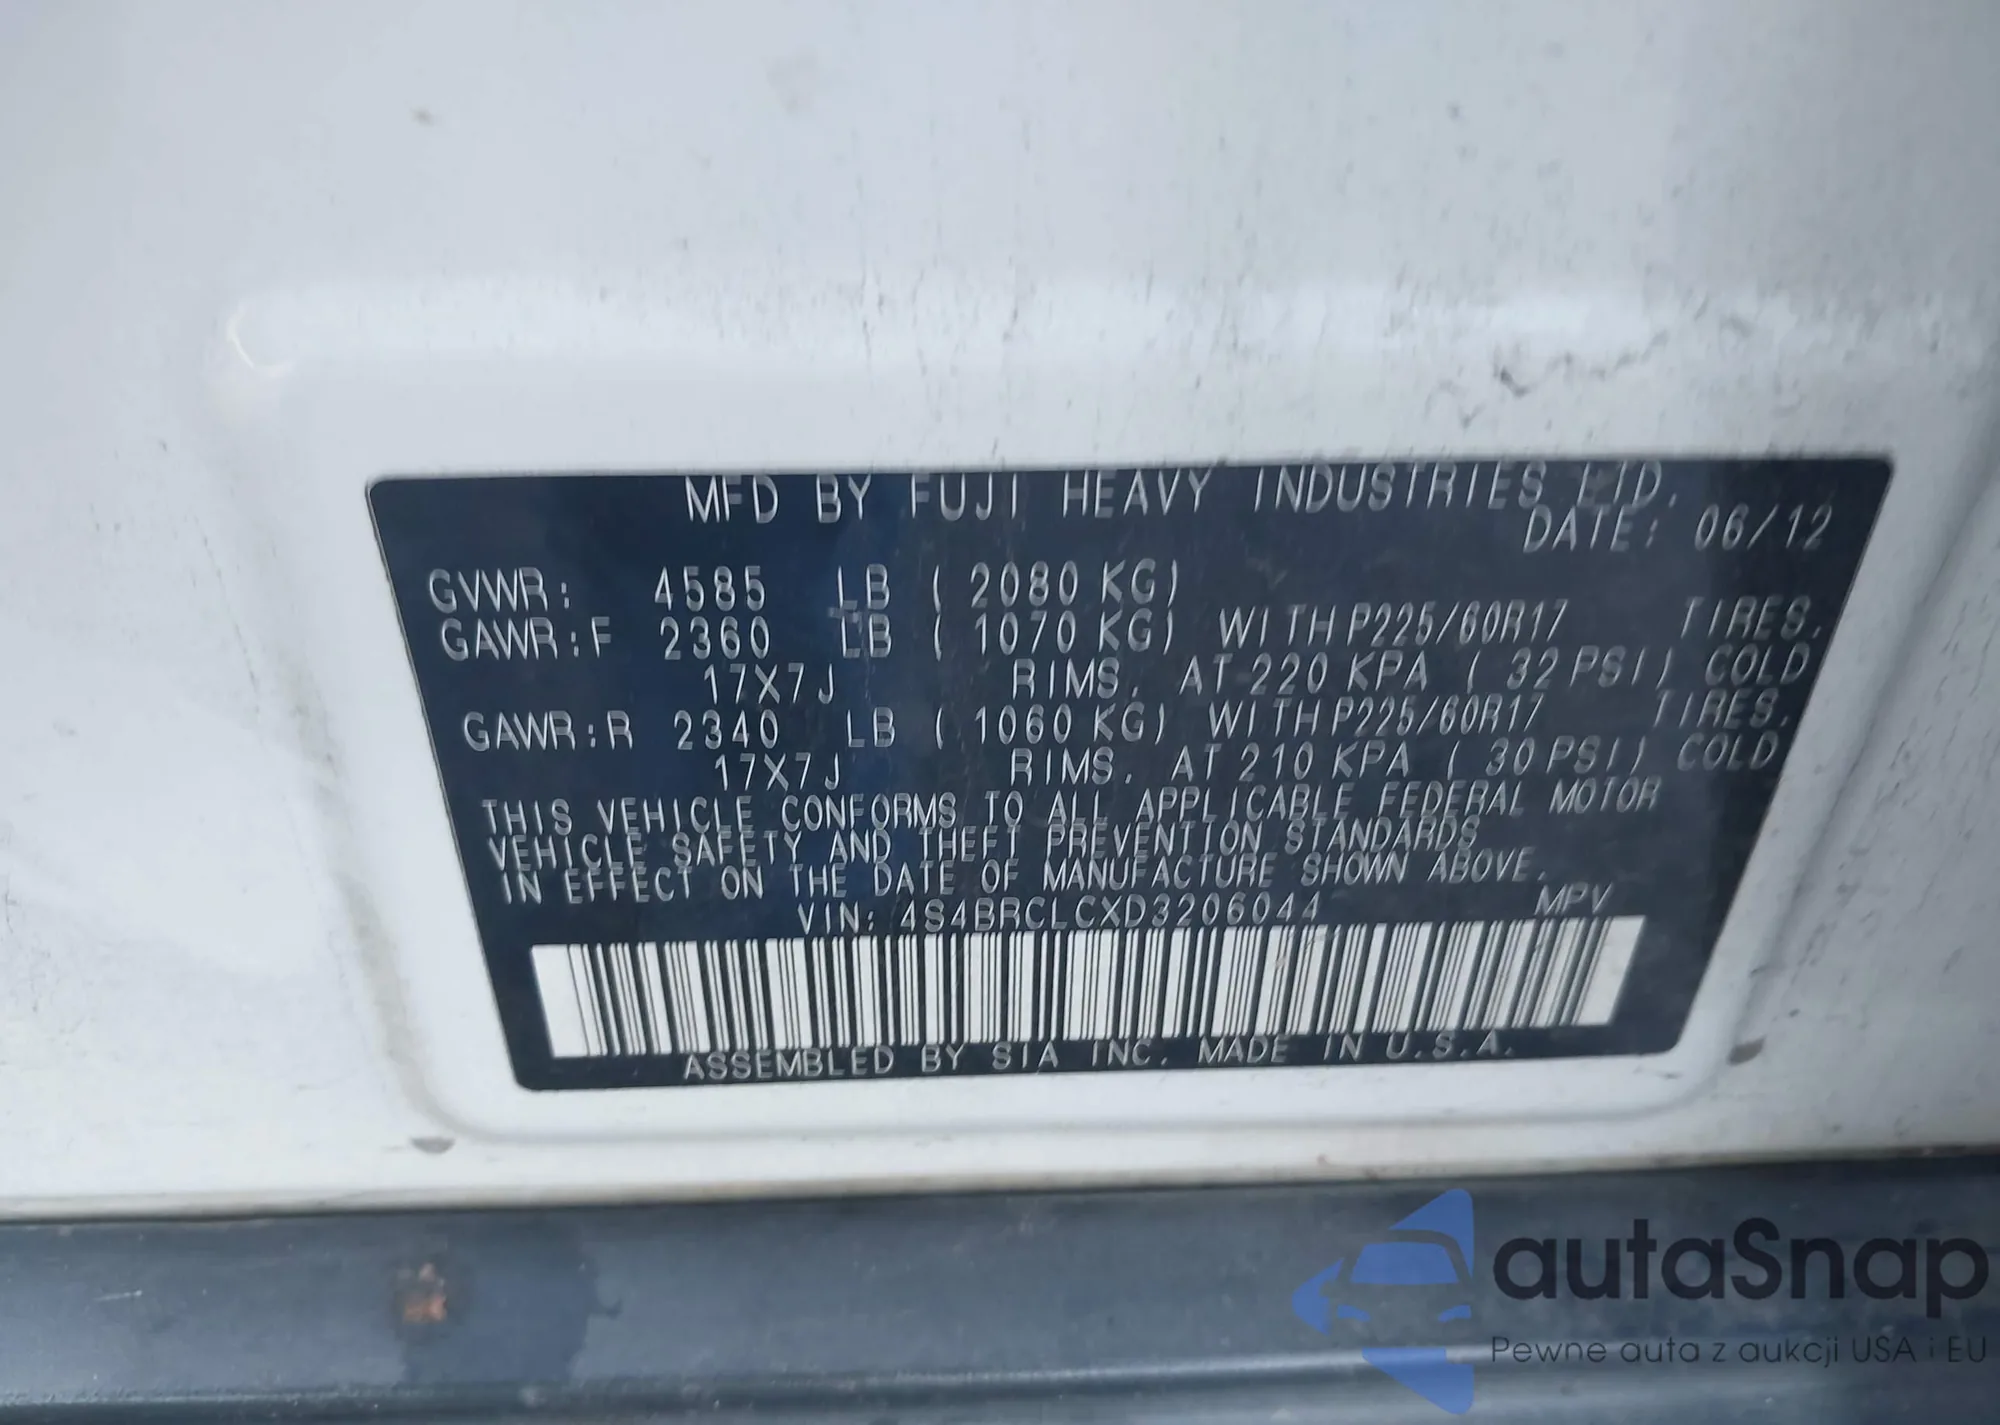 MFD BY FUJI HEAVY INDUSTRIES LTD.
DATE: 06/12
GVWR: 4585 LB ( 2080 KG)
GAWR:F 2360 LB ( 1070 KG) WITH P225/60R17 TIRES,
17X7J RIMS, AT 220 KPA ( 32 PSI) COLD
GAWR:R 2340 LB ( 1060 KG) WITH P225/60R17 TIRES,
17X7J RIMS, AT 210 KPA ( 30 PSI) COLD
THIS VEHICLE CONFORMS TO ALL APPLICABLE FEDERAL MOTOR
VEHICLE SAFETY AND THEFT PREVENTION STANDARDS
IN EFFECT ON THE DATE OF MANUFACTURE SHOWN ABOVE.
VIN: 4S4BRCLCXD3206044 MPV
ASSEMBLED BY SIA INC. MADE IN U.S.A.
autaSnap
Pewne auta z aukcji USA i EU